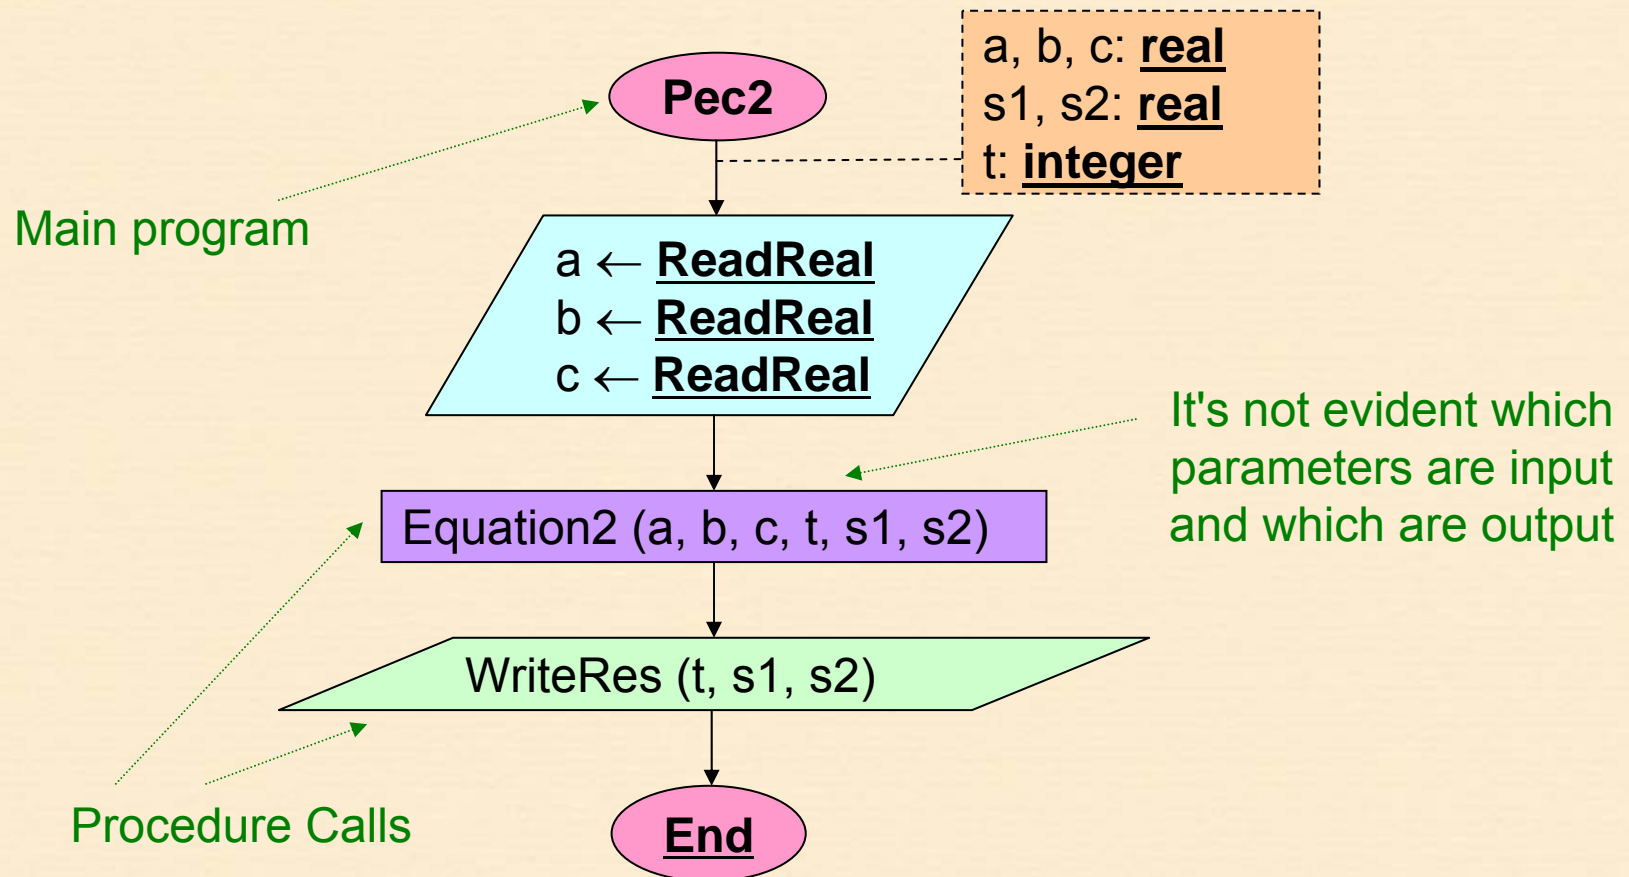 Pec2
a, b, c: real
s1, s2: real
t: integer
Main program
a ← ReadReal
b ← ReadReal
c ← ReadReal
It's not evident which
parameters are input
and which are output
Equation2 (a, b, c, t, s1, s2)
WriteRes (t, s1, s2)
Procedure Calls
End